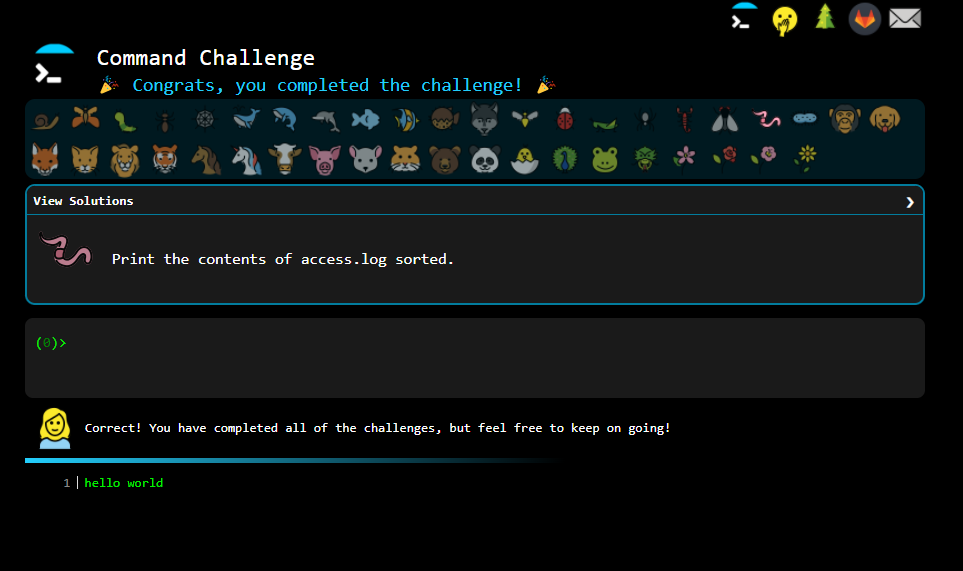 Command Challenge
Congrats, you completed the challenge!
View Solutions
Print the contents of access.log sorted.
(0)>
Correct! You have completed all of the challenges, but feel free to keep on going!
1 hello world